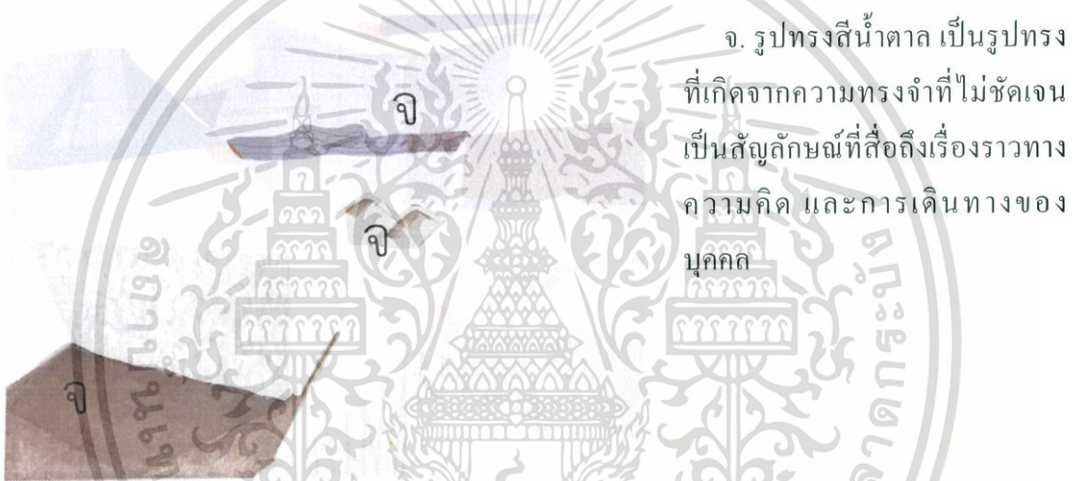 จ
จ. รูปทรงสีน้ำตาล เป็นรูปทรง
ที่เกิดจากความทรงจำที่ไม่ชัดเจน
เป็นสัญลักษณ์ที่สื่อถึงเรื่องราวทาง
ความคิด และการเดินทางของ
บุคคล
จ
จ